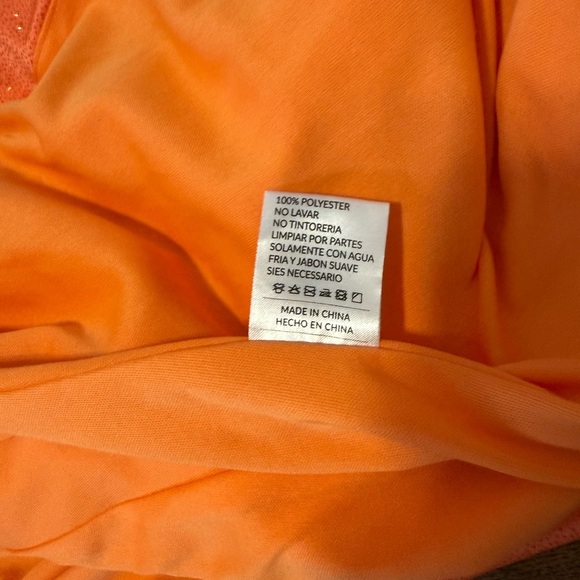 100% POLYESTER
NO LAVAR
NO TINTORERIA
LIMPIAR POR PARTES
SOLAMENTE CON AGUA
FRIA Y JABON SUAVE
SIES NECESSARIO
MADE IN CHINA
HECHO EN CHINA